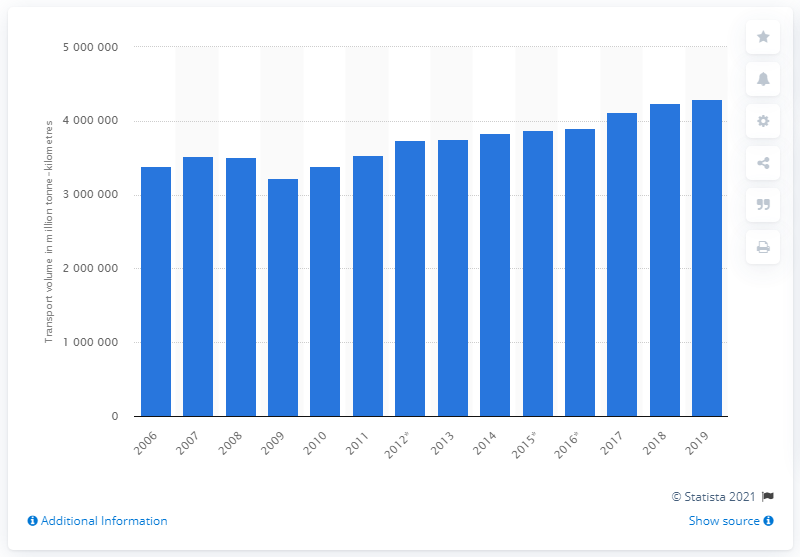 5 000 000
4 000 000
3 000 000
2 000 000
1 000 000
0
Transport volume in million tonne-kilometres
2006
2007
2008
2009
2010
2011
2012*
2013
2014
2015*
2016*
2017
2018
2019
© Statista 2021
Additional Information
Show source